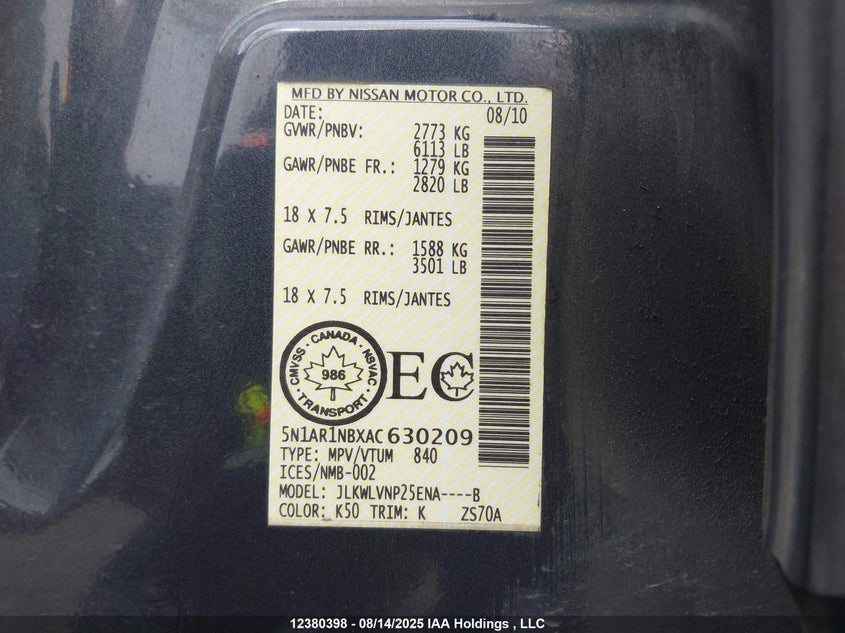 MFD BY NISSAN MOTOR CO., LTD.
DATE: 08/10
GVWR/PNBV: 2773 KG
6113 LB
GAWR/PNBE FR.: 1279 KG
2820 LB
18 X 7.5 RIMS/JANTES
GAWR/PNBE RR.: 1588 KG
3501 LB
18 X 7.5 RIMS/JANTES
CMVSS · CANADA · NSVAC · TRANSPORT ·
986
EC
5N1AR1NBXAC630209
TYPE: MPV/VTUM 840
ICES/NMB-002
MODEL: JLKWLVNP25ENA----B
COLOR: K50 TRIM: K ZS70A
12380398 - 08/14/2025 IAA Holdings , LLC